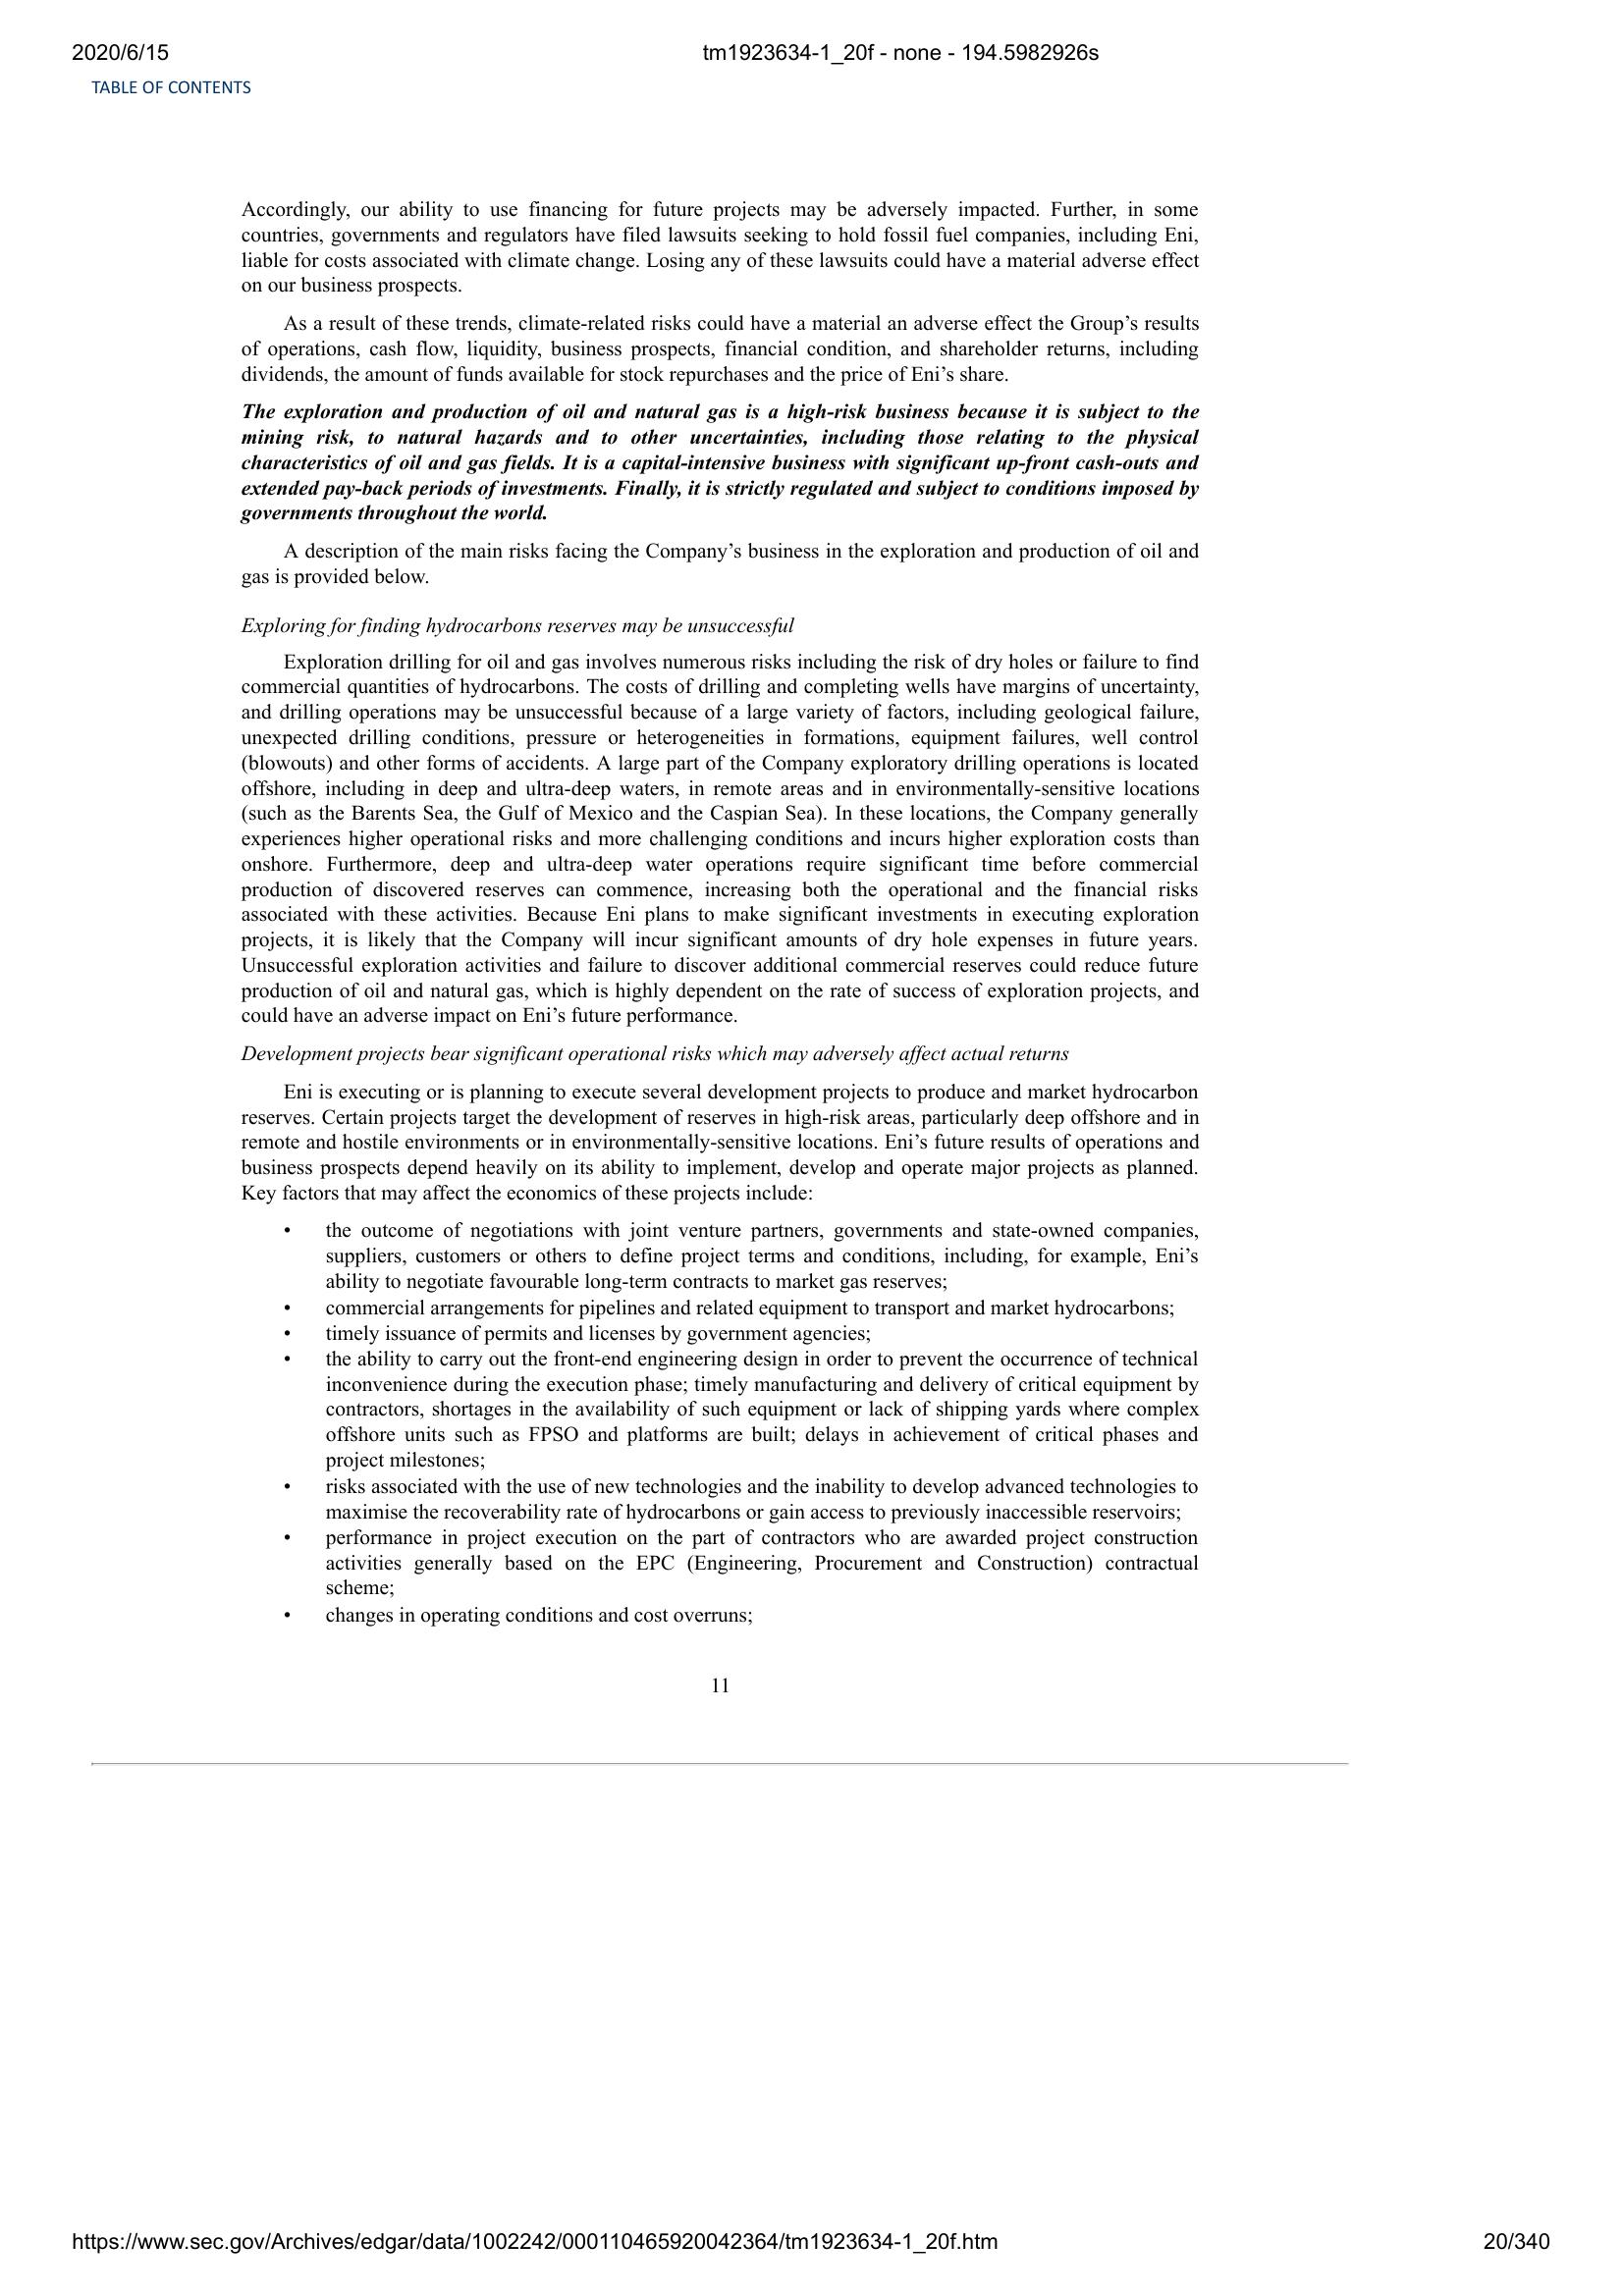 2020/6/15
tm1923634-1_20f - none - 194.5982926s
TABLE OF CONTENTS
Accordingly, our ability to use financing for future projects may be adversely impacted. Further, in some
countries, governments and regulators have filed lawsuits seeking to hold fossil fuel companies, including Eni,
liable for costs associated with climate change. Losing any of these lawsuits could have a material adverse effect
on our business prospects.
As a result of these trends, climate-related risks could have a material an adverse effect the Group’s results
of operations, cash flow, liquidity, business prospects, financial condition, and shareholder returns, including
dividends, the amount of funds available for stock repurchases and the price of Eni’s share.
The exploration and production of oil and natural gas is a high-risk business because it is subject to the
mining risk, to natural hazards and to other uncertainties, including those relating to the physical
characteristics of oil and gas fields. It is a capital-intensive business with significant up-front cash-outs and
extended pay-back periods of investments. Finally, it is strictly regulated and subject to conditions imposed by
governments throughout the world.
A description of the main risks facing the Company’s business in the exploration and production of oil and
gas is provided below.
Exploring for finding hydrocarbons reserves may be unsuccessful
Exploration drilling for oil and gas involves numerous risks including the risk of dry holes or failure to find
commercial quantities of hydrocarbons. The costs of drilling and completing wells have margins of uncertainty,
and drilling operations may be unsuccessful because of a large variety of factors, including geological failure,
unexpected drilling conditions, pressure or heterogeneities in formations, equipment failures, well control
(blowouts) and other forms of accidents. A large part of the Company exploratory drilling operations is located
offshore, including in deep and ultra-deep waters, in remote areas and in environmentally-sensitive locations
(such as the Barents Sea, the Gulf of Mexico and the Caspian Sea). In these locations, the Company generally
experiences higher operational risks and more challenging conditions and incurs higher exploration costs than
onshore. Furthermore, deep and ultra-deep water operations require significant time before commercial
production of discovered reserves can commence, increasing both the operational and the financial risks
associated with these activities. Because Eni plans to make significant investments in executing exploration
projects, it is likely that the Company will incur significant amounts of dry hole expenses in future years.
Unsuccessful exploration activities and failure to discover additional commercial reserves could reduce future
production of oil and natural gas, which is highly dependent on the rate of success of exploration projects, and
could have an adverse impact on Eni’s future performance.
Development projects bear significant operational risks which may adversely affect actual returns
Eni is executing or is planning to execute several development projects to produce and market hydrocarbon
reserves. Certain projects target the development of reserves in high-risk areas, particularly deep offshore and in
remote and hostile environments or in environmentally-sensitive locations. Eni’s future results of operations and
business prospects depend heavily on its ability to implement, develop and operate major projects as planned.
Key factors that may affect the economics of these projects include:
• the outcome of negotiations with joint venture partners, governments and state-owned companies,
suppliers, customers or others to define project terms and conditions, including, for example, Eni’s
ability to negotiate favourable long-term contracts to market gas reserves;
• commercial arrangements for pipelines and related equipment to transport and market hydrocarbons;
• timely issuance of permits and licenses by government agencies;
• the ability to carry out the front-end engineering design in order to prevent the occurrence of technical
inconvenience during the execution phase; timely manufacturing and delivery of critical equipment by
contractors, shortages in the availability of such equipment or lack of shipping yards where complex
offshore units such as FPSO and platforms are built; delays in achievement of critical phases and
project milestones;
• risks associated with the use of new technologies and the inability to develop advanced technologies to
maximise the recoverability rate of hydrocarbons or gain access to previously inaccessible reservoirs;
• performance in project execution on the part of contractors who are awarded project construction
activities generally based on the EPC (Engineering, Procurement and Construction) contractual
scheme;
• changes in operating conditions and cost overruns;
11
https://www.sec.gov/Archives/edgar/data/1002242/000110465920042364/tm1923634-1_20f.htm
20/340